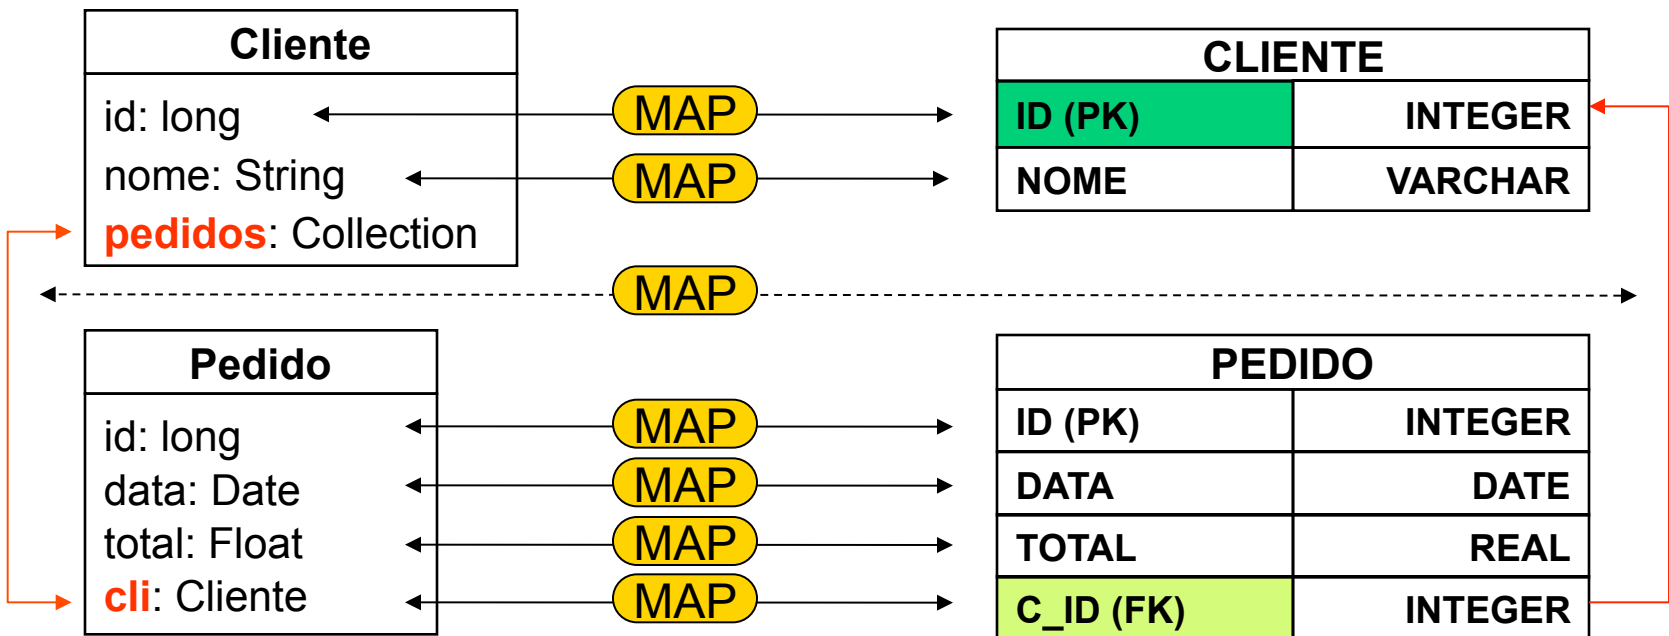 Cliente
id: long
nome: String
pedidos: Collection
MAP
MAP
CLIENTE
ID (PK) INTEGER
NOME VARCHAR
MAP
Pedido
id: long
data: Date
total: Float
cli: Cliente
MAP
MAP
MAP
MAP
PEDIDO
ID (PK) INTEGER
DATA DATE
TOTAL REAL
C_ID (FK) INTEGER